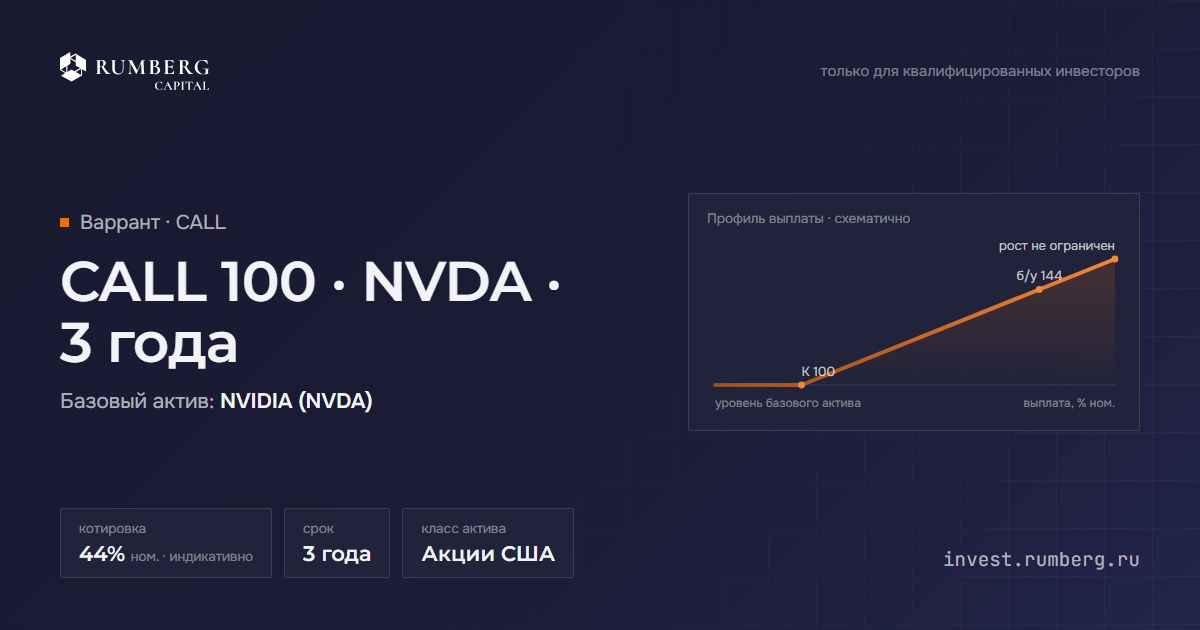 RUMBERG
CAPITAL
только для квалифицированных инвесторов
Варрант · CALL
CALL 100 · NVDA ·
3 года
Базовый актив: NVIDIA (NVDA)
Профиль выплаты · схематично
рост не ограничен
б/у 144
К 100
уровень базового актива
выплата, % ном.
котировка
44% ном. · индикативно
срок
3 года
класс актива
Акции США
invest.rumberg.ru